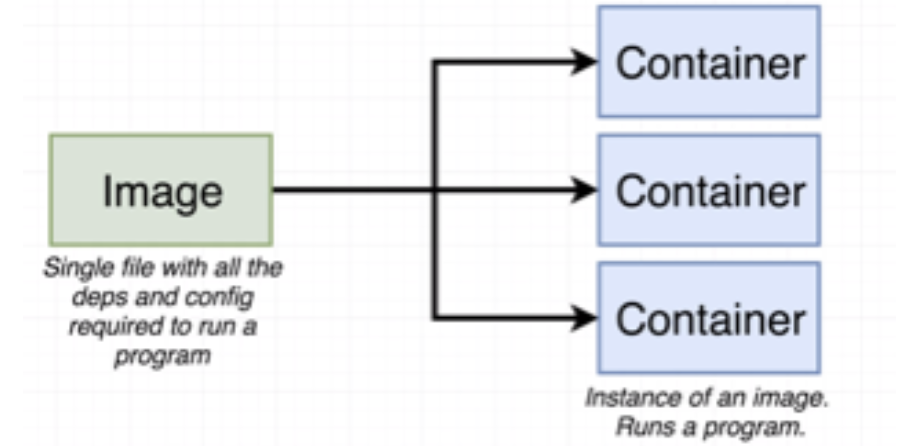 Image
Single file with all the
deps and config
required to run a
program
Container
Container
Container
Instance of an image.
Runs a program.